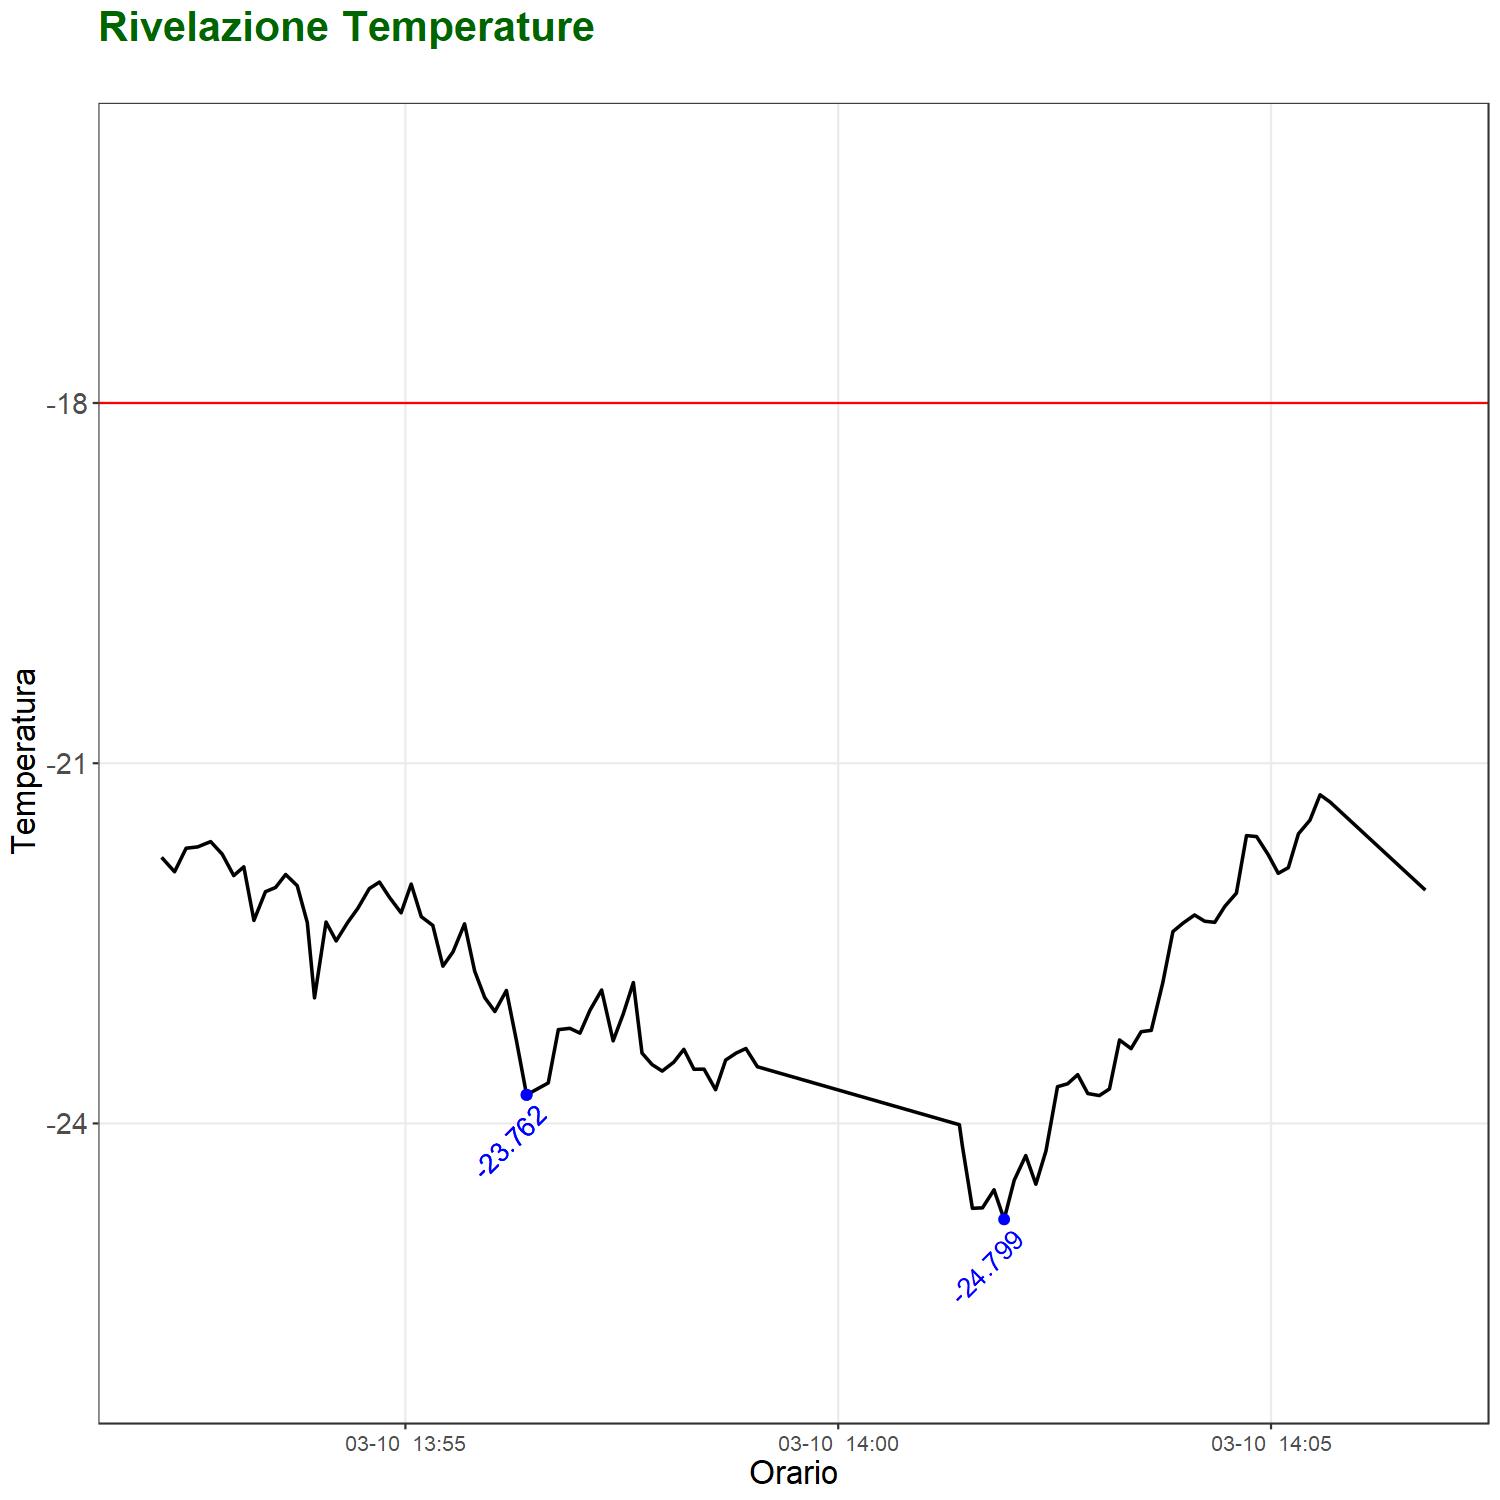 Rivelazione Temperature
Temperatura
-18
-21
-24
-23.762
-24.799
03-10 13:55
03-10 14:00
03-10 14:05
Orario